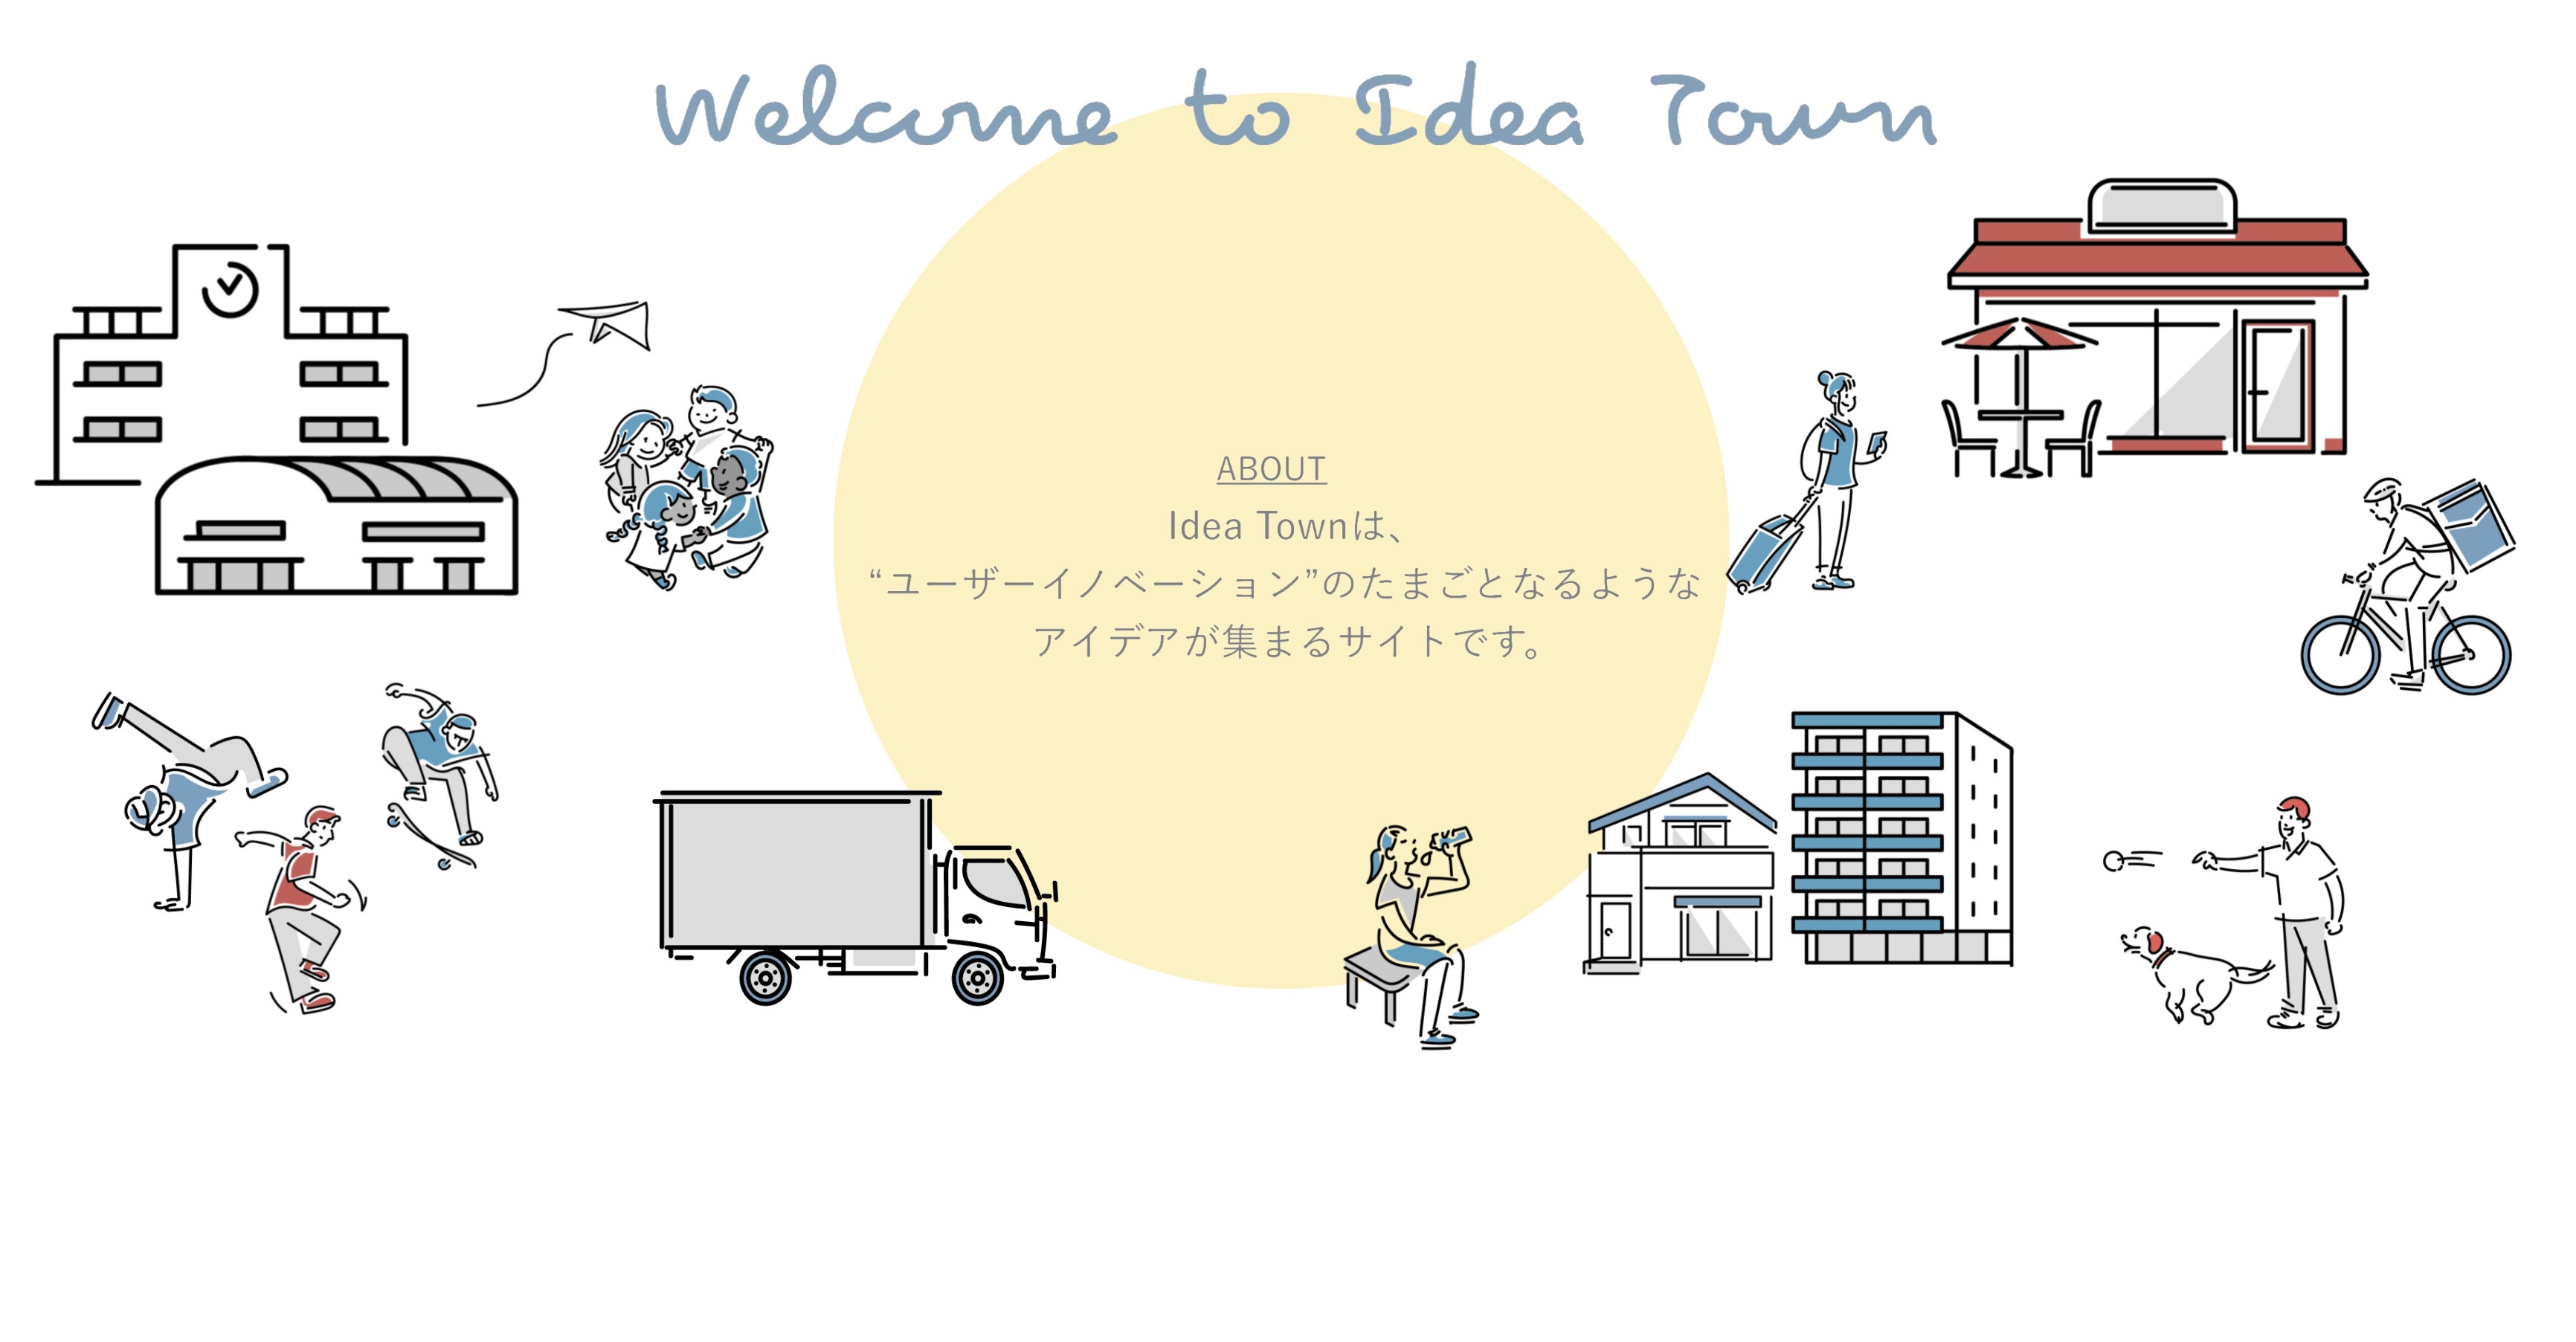 Welcome to Idea Town
ABOUT
Idea Townは、
“ユーザーイノベーション”のたまごとなるような
アイデアが集まるサイトです。